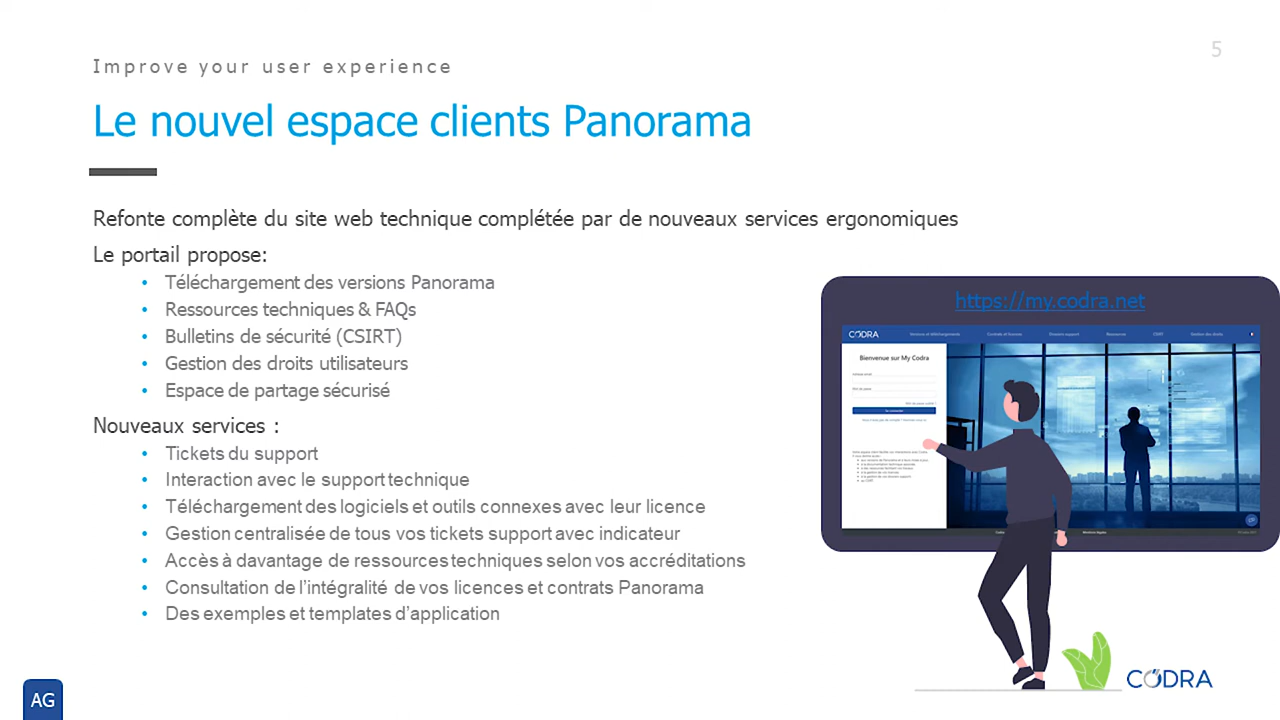 Improve your user experience
5
Le nouvel espace clients Panorama
Refonte complète du site web technique complétée par de nouveaux services ergonomiques
Le portail propose:
• Téléchargement des versions Panorama
• Ressources techniques & FAQs
• Bulletins de sécurité (CSIRT)
• Gestion des droits utilisateurs
• Espace de partage sécurisé
Nouveaux services :
• Tickets du support
• Interaction avec le support technique
• Téléchargement des logiciels et outils connexes avec leur licence
• Gestion centralisée de tous vos tickets support avec indicateur
• Accès à davantage de ressources techniques selon vos accréditations
• Consultation de l’intégralité de vos licences et contrats Panorama
• Des exemples et templates d’application
https://my.codra.net
CODRA
Bienvenue sur My Codra
CODRA
AG